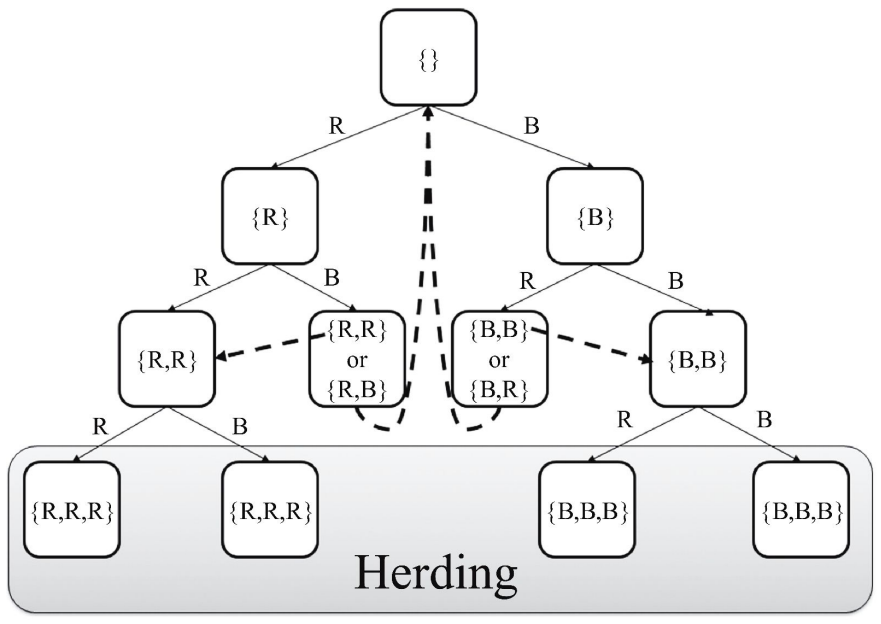 {}
R
B
{R}
{B}
R
B
R
B
{R,R}
{R,R}
or
{R,B}
{B,B}
or
{B,R}
{B,B}
R
B
R
B
{R,R,R}
{R,R,R}
{B,B,B}
{B,B,B}
Herding